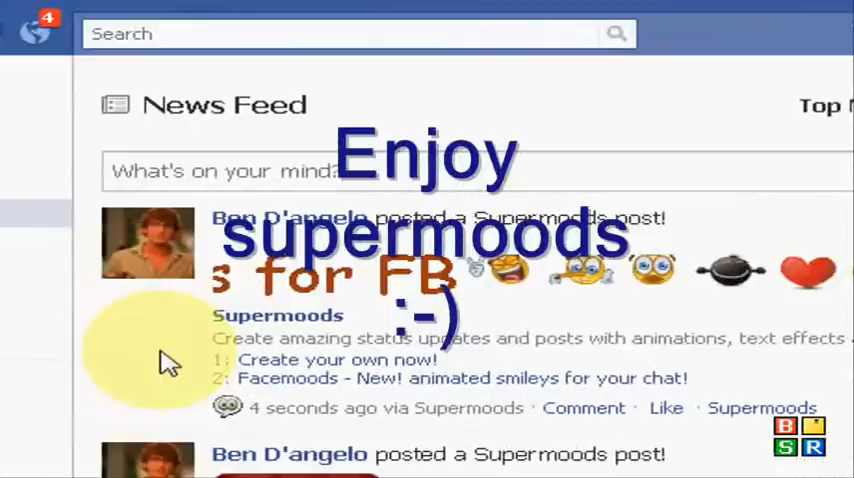 4
Search
News Feed
Top
What's on your mind?
Enjoy
supermoods
:-)
Ben D'angelo posted a Supermoods post!
s for FB
Supermoods
Create amazing status updates and posts with animations, text effects
1: Create your own now!
2: Facemoods - New! animated smileys for your chat!
4 seconds ago via Supermoods · Comment · Like · Supermoods
B
S R
Ben D'angelo posted a Supermoods post!